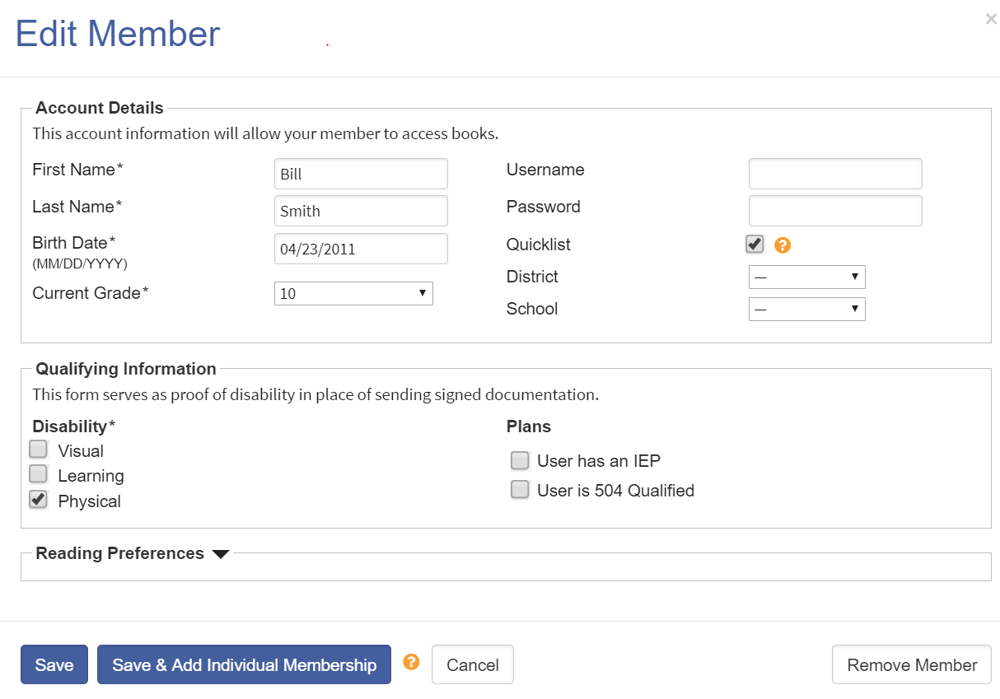 Edit Member
×
Account Details
This account information will allow your member to access books.
First Name*
Bill
Last Name*
Smith
Birth Date*
(MM/DD/YYYY)
04/23/2011
Current Grade*
10
Username
Password
Quicklist
?
District
—
School
—
Qualifying Information
This form serves as proof of disability in place of sending signed documentation.
Disability*
Visual
Learning
Physical
Plans
User has an IEP
User is 504 Qualified
Reading Preferences
Save
Save & Add Individual Membership
?
Cancel
Remove Member